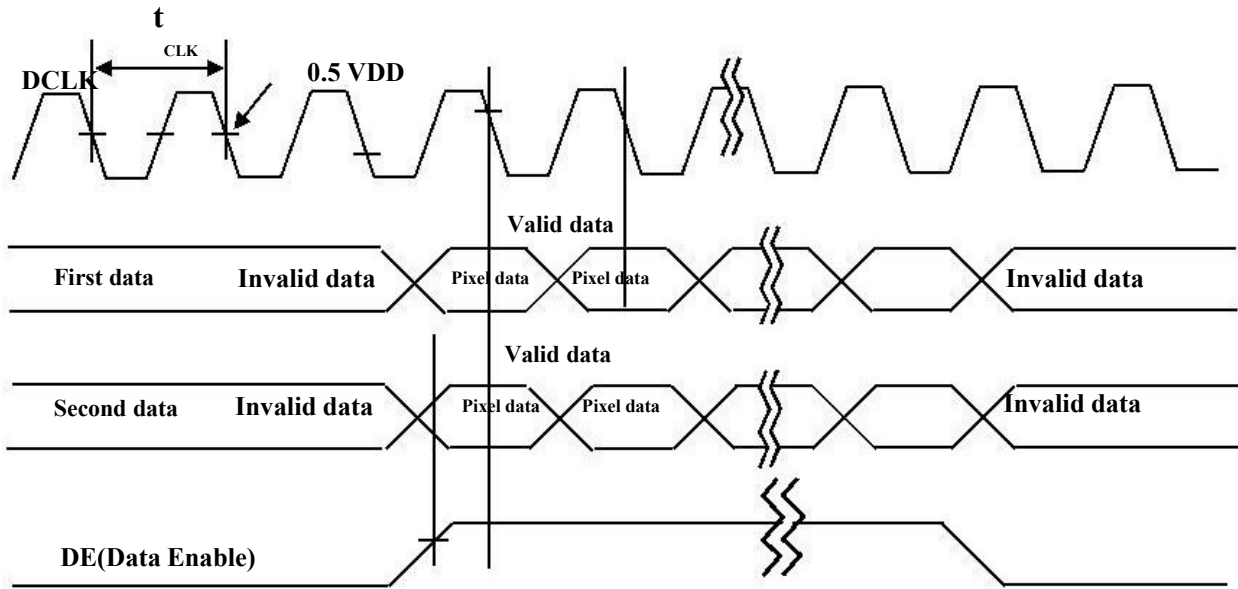 t
CLK
DCLK
0.5 VDD
Valid data
First data Invalid data Pixel data Pixel data Invalid data
Valid data
Second data Invalid data Pixel data Pixel data Invalid data
DE(Data Enable)